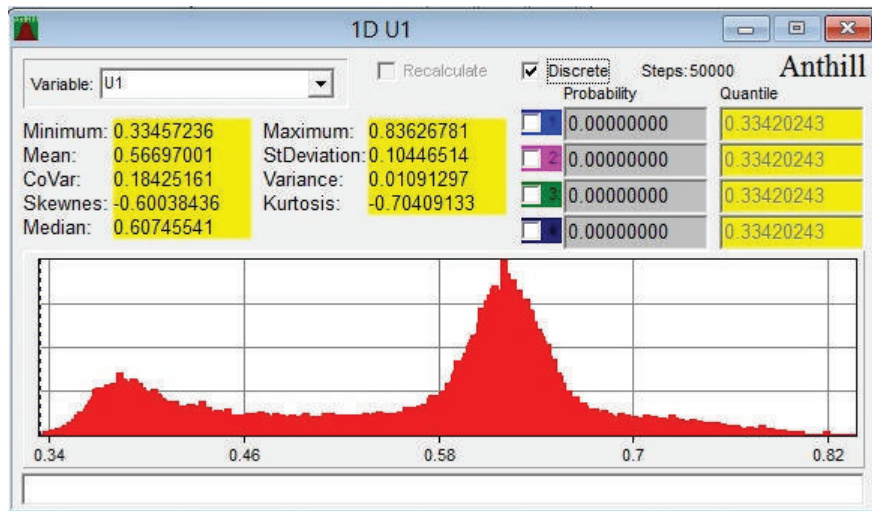 1D U1
Variable: U1 Recalculate Discrete Steps:50000 Anthill
Probability Quantile
Minimum: 0.33457236 Maximum: 0.83626781 1 0.00000000 0.33420243
Mean: 0.56697001 StDeviation: 0.10446514 2 0.00000000 0.33420243
CoVar: 0.18425161 Variance: 0.01091297 3 0.00000000 0.33420243
Skewnes: -0.60038436 Kurtosis: -0.70409133 4 0.00000000 0.33420243
Median: 0.60745541
0.34 0.46 0.58 0.7 0.82